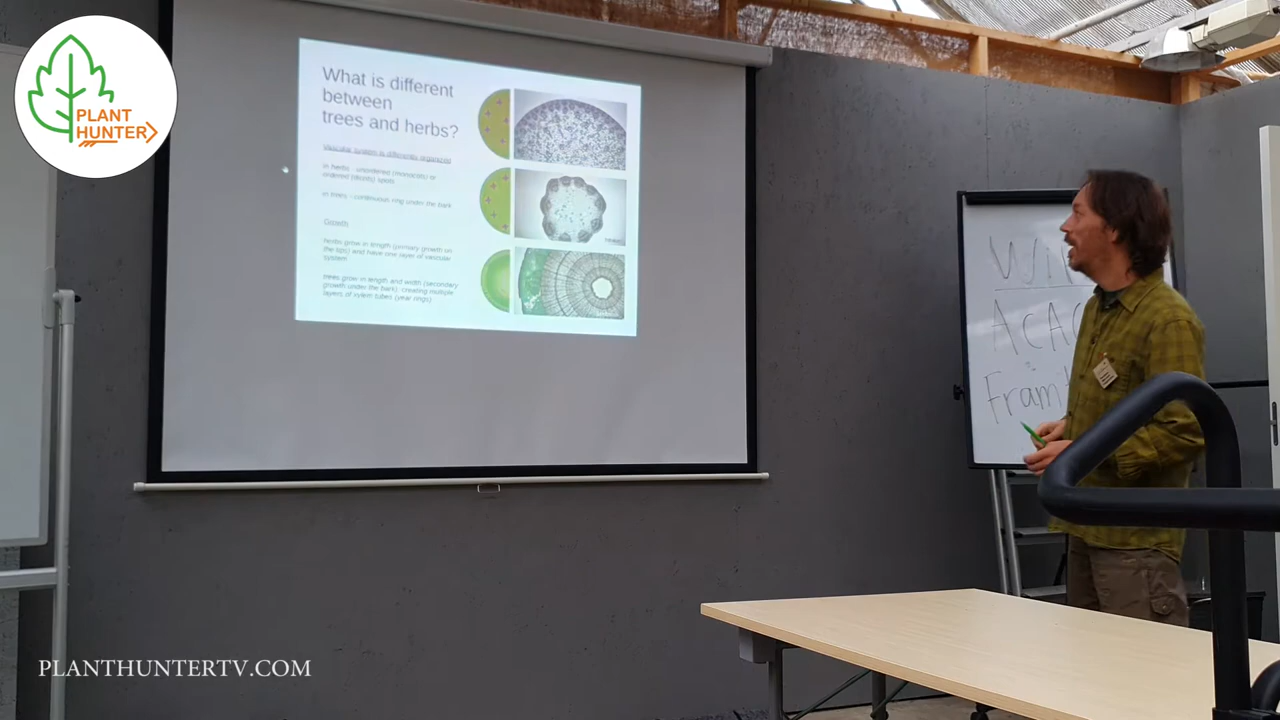 PLANT
HUNTER
What is different
between
trees and herbs?
Vascular system is differently organized
in herbs - unordered (monocots) or
ordered (dicots) spots
in trees - continuous ring under the bark
Growth
herbs grow in length (primary growth on
the tips) and have one layer of vascular
system
trees grow in length and width (secondary
growth under the bark), creating multiple
layers of xylem tubes (year rings)
ACAC
Fram
PLANTHUNTERTV.COM